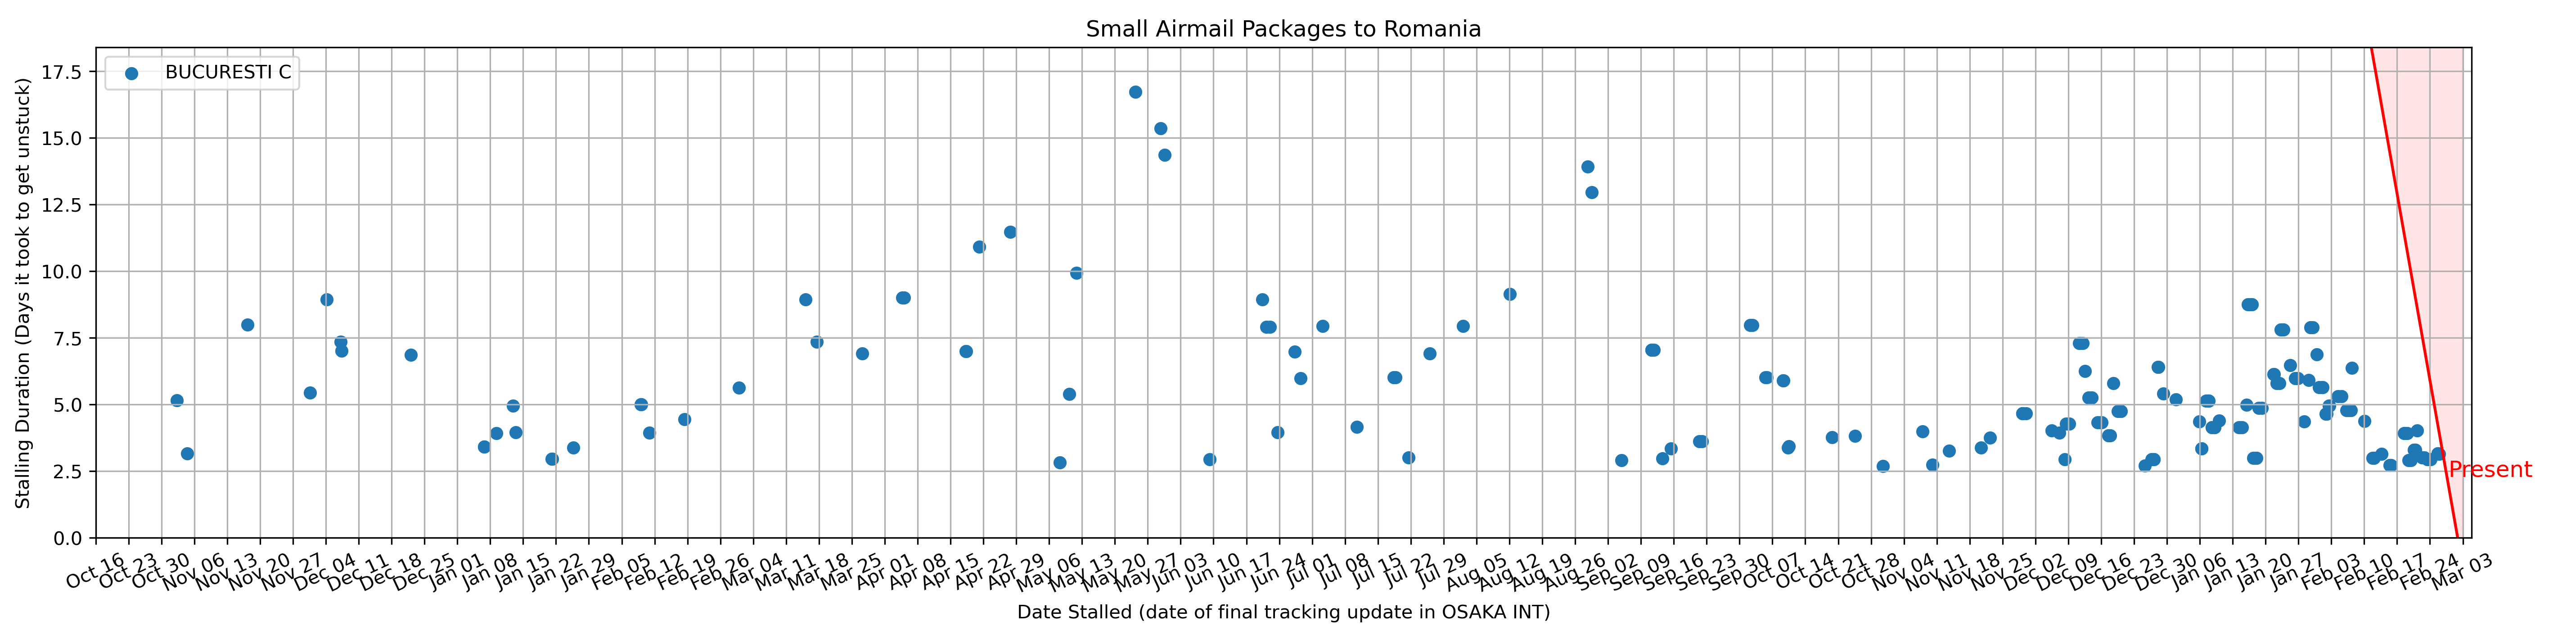 Small Airmail Packages to Romania
BUCURESTI C
Stalling Duration (Days it took to get unstuck)
17.5
15.0
12.5
10.0
7.5
5.0
2.5
0.0
Present
Oct 16
Oct 23
Oct 30
Nov 06
Nov 13
Nov 20
Nov 27
Dec 04
Dec 11
Dec 18
Dec 25
Jan 01
Jan 08
Jan 15
Jan 22
Jan 29
Feb 05
Feb 12
Feb 19
Feb 26
Mar 04
Mar 11
Mar 18
Mar 25
Apr 01
Apr 08
Apr 15
Apr 22
Apr 29
May 06
May 13
May 20
May 27
Jun 03
Jun 10
Jun 17
Jun 24
Jul 01
Jul 08
Jul 15
Jul 22
Jul 29
Aug 05
Aug 12
Aug 19
Aug 26
Sep 02
Sep 09
Sep 16
Sep 23
Sep 30
Oct 07
Oct 14
Oct 21
Oct 28
Nov 04
Nov 11
Nov 18
Nov 25
Dec 02
Dec 09
Dec 16
Dec 23
Dec 30
Jan 06
Jan 13
Jan 20
Jan 27
Feb 03
Feb 10
Feb 17
Feb 24
Mar 03
Date Stalled (date of final tracking update in OSAKA INT)